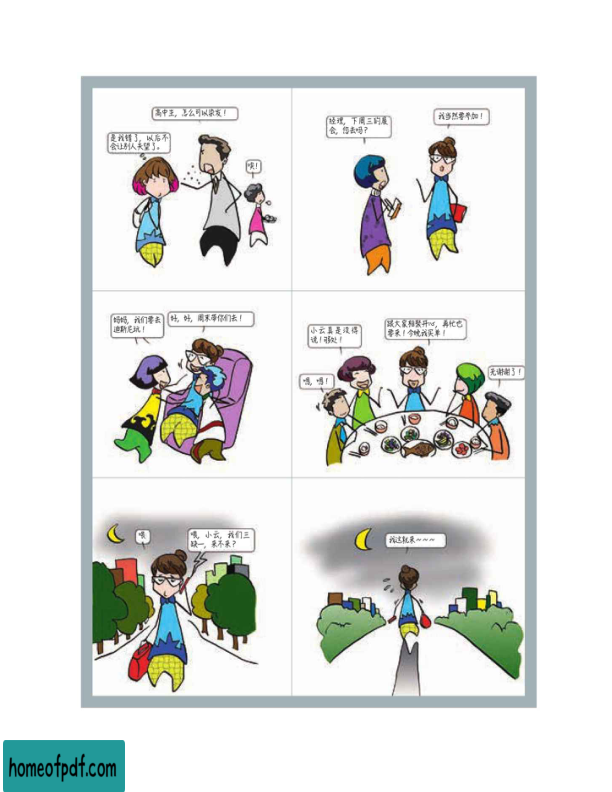 高中生，怎么可以染发！
是我错了，以后不
会让别人失望了。
呗！
经理，下周三的晨
会，您去吗？
我当然要参加！
妈妈，我们要去
迪斯尼玩！
好，好，周末带你们去！
小云真是没得
说！够处！
跟大家相聚开心，再忙也
要来！今晚我买单！
嗯，嗯！
先谢谢了！
喂
喂，小云，我们三
缺一，来不来？
我这就来～～～
homeofpdf.com